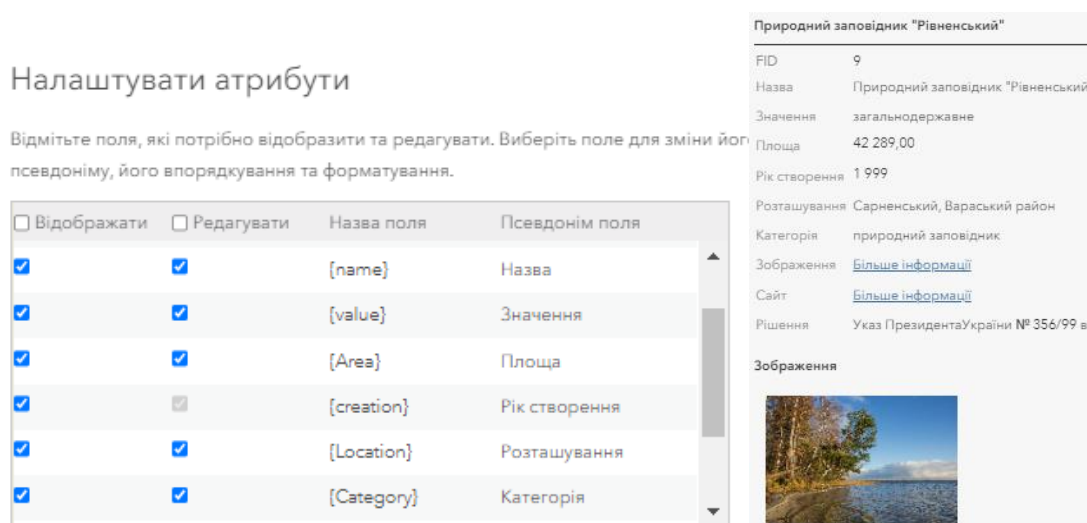 Налаштувати атрибути
Відмітьте поля, які потрібно відобразити та редагувати. Виберіть поле для зміни його
псевдоніму, його впорядкування та форматування.
Відображати Редагувати Назва поля Псевдонім поля
{name} Назва
{value} Значення
{Area} Площа
{creation} Рік створення
{Location} Розташування
{Category} Категорія
Природний заповідник "Рівненський"
FID 9
Назва Природний заповідник "Рівненський
Значення загальнодержавне
Площа 42 289,00
Рік створення 1 999
Розташування Сарненський, Вараський район
Категорія природний заповідник
Зображення Більше інформації
Сайт Більше інформації
Рішення Указ ПрезидентаУкраїни № 356/99 в
Зображення